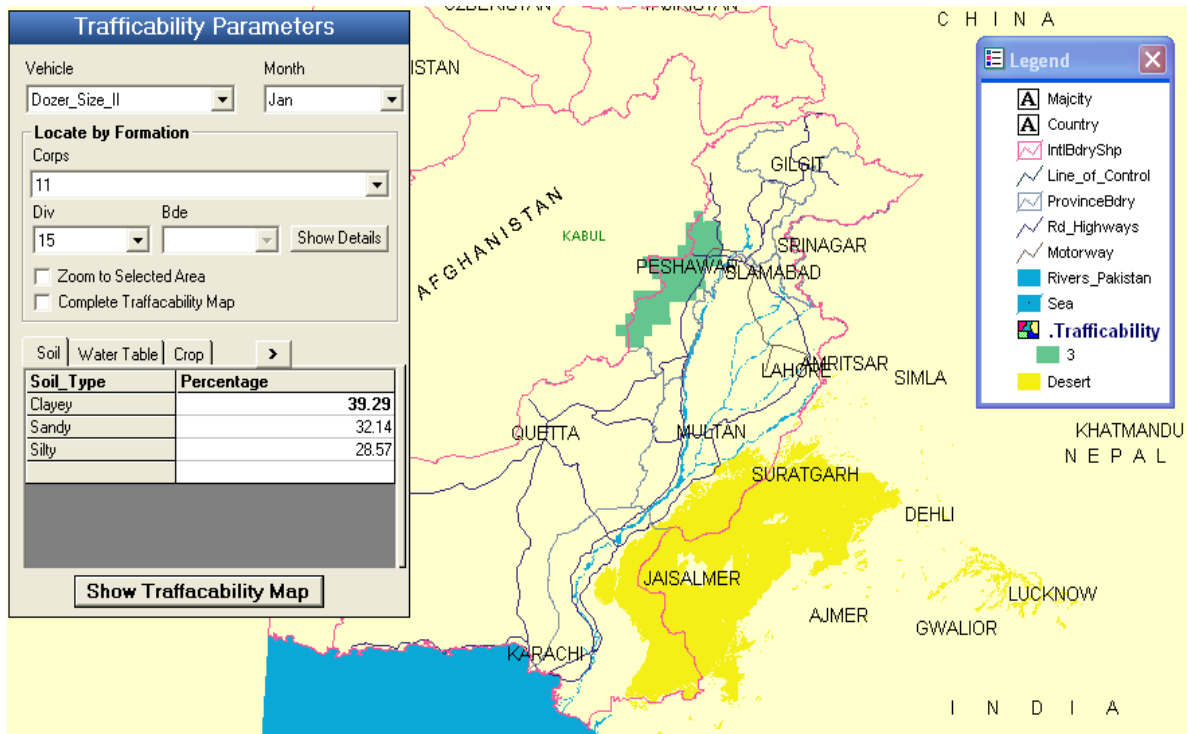 Trafficability Parameters
Vehicle Month
Dozer_Size_II Jan
Locate by Formation
Corps
11
Div Bde
15 Show Details
Zoom to Selected Area
Complete Traffacability Map
Soil Water Table Crop >
Soil_Type Percentage
Clayey 39.29
Sandy 32.14
Silty 28.57
Show Traffacability Map
UZBEKISTAN
TAJIKISTAN
CHINA
ISTAN
GILGIT
AFGHANISTAN
KABUL
SRINAGAR
PESHAWAR
ISLAMABAD
LAHORE
AMRITSAR
SIMLA
QUETTA
MULTAN
KHATMANDU
NEPAL
SURATGARH
DEHLI
JAISALMER
LUCKNOW
AJMER
GWALIOR
KARACHI
INDIA
Legend
A Majcity
A Country
IntlBdryShp
Line_of_Control
ProvinceBdry
Rd_Highways
Motorway
Rivers_Pakistan
Sea
.Trafficability
3
Desert